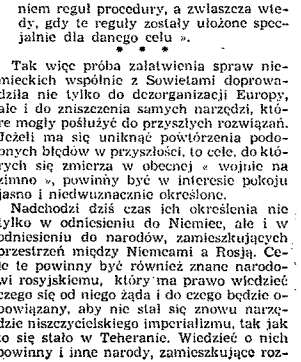 niem reguł procedury, a zwłaszcza wte-
dy, gdy te reguły zostały ułożone spec-
jalnie dla danego celu ».
* * *
Tak więc próba załatwienia spraw nie-
mieckich wspólnie z Sowietami doprowa-
dziła nie tylko do dezorganizacji Europy,
ale i do zniszczenia samych narzędzi, któ-
re mogły posłużyć do przyszłych rozwiązań.
Jeżeli ma się uniknąć powtórzenia podo-
bnych błędów w przyszłości, to cele, do któ-
rych się zmierza w obecnej « wojnie na
zimno », powinny być w interesie pokoju
jasno i niedwuznacznie określone.
Nadchodzi dziś czas ich określenia nie
tylko w odniesieniu do Niemiec, ale i w
odniesieniu do narodów, zamieszkujących
przestrzeń między Niemcami a Rosją. Ce-
le te powinny być również znane narodo-
wi rosyjskiemu, który ma prawo wiedzieć
czego się od niego żąda i do czego będzie o-
bowiązany, aby nie stał się znowu narzę-
dzie niszczycielskiego imperializmu, tak jak
to się stało w Teheranie. Wiedzieć o nich
powinny i inne narody, zamieszkujące roz-